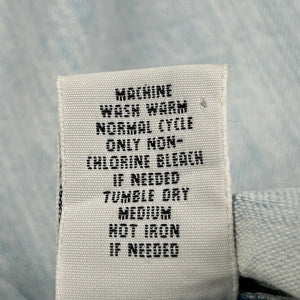 MACHINE
WASH WARM
NORMAL CYCLE
ONLY NON-
CHLORINE BLEACH
IF NEEDED
TUMBLE DRY
MEDIUM
HOT IRON
IF NEEDED